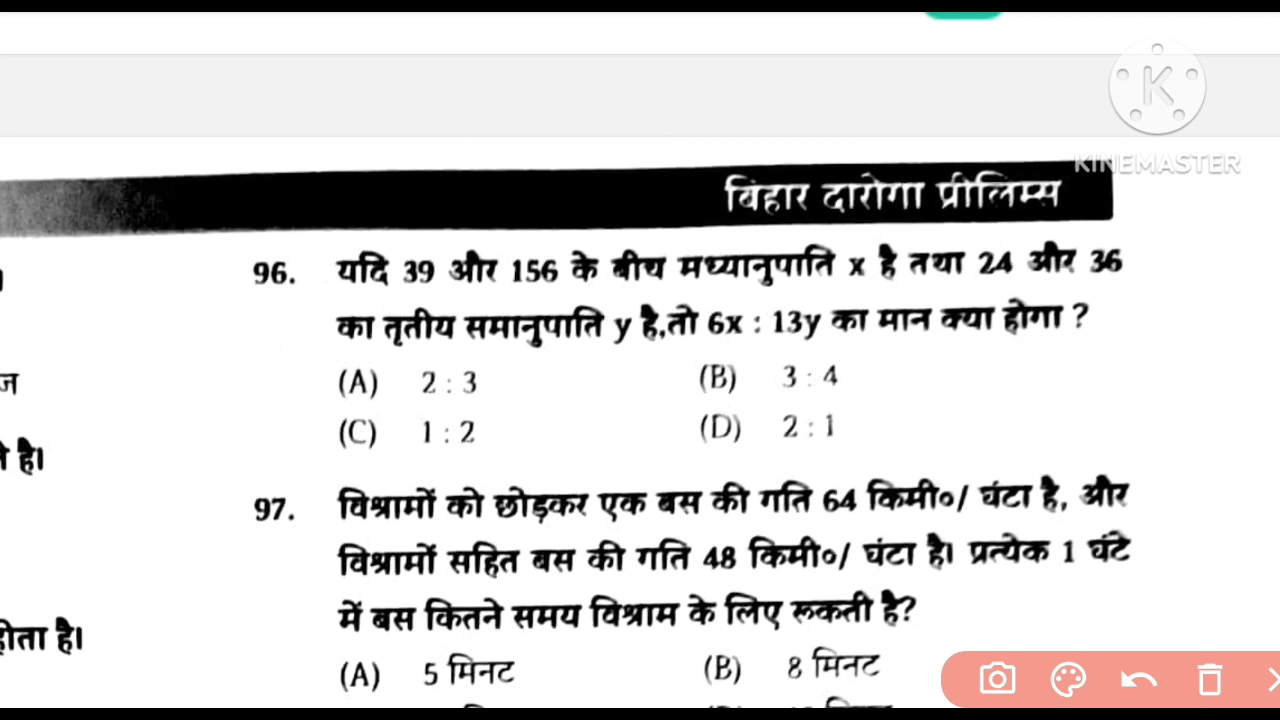 K
KINEMASTER
बिहार दारोगा प्रीलिम्स
96. यदि 39 और 156 के बीच मध्यानुपाति x है तथा 24 और 36
का तृतीय समानुपाति y है,तो 6x : 13y का मान क्या होगा ?
(A) 2 : 3 (B) 3 : 4
(C) 1 : 2 (D) 2 : 1
ज
है।
होता है।
97. विश्रामों को छोड़कर एक बस की गति 64 किमी०/ घंटा है, और
विश्रामों सहित बस की गति 48 किमी०/ घंटा है। प्रत्येक 1 घंटे
में बस कितने समय विश्राम के लिए रूकती है?
(A) 5 मिनट (B) 8 मिनट